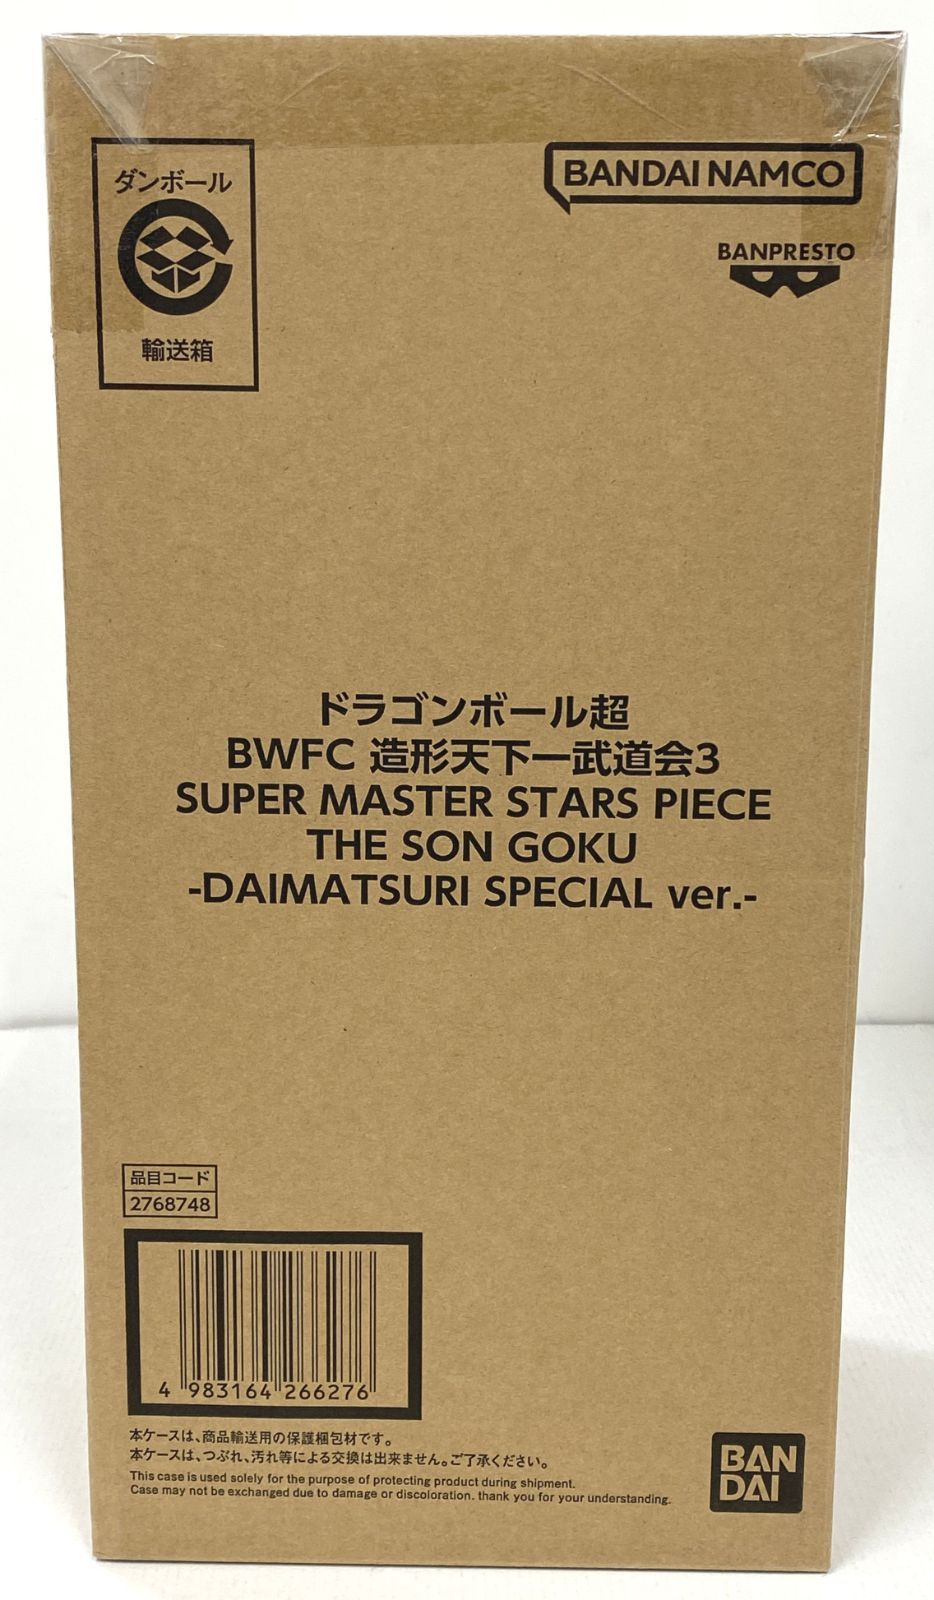 ダンボール
輸送箱
BANDAI NAMCO
BANPRESTO
ドラゴンボール超
BWFC 造形天下一武道会3
SUPER MASTER STARS PIECE
THE SON GOKU
-DAIMATSURI SPECIAL ver.-
品目コード
2768748
4 983164 266276
本ケースは、商品輸送用の保護梱包材です。
本ケースは、つぶれ、汚れ等による交換は出来ません。ご了承ください。
This case is used solely for the purpose of protecting product during shipment.
Case may not be exchanged due to damage or discoloration. thank you for your understanding.
BAN
DAI